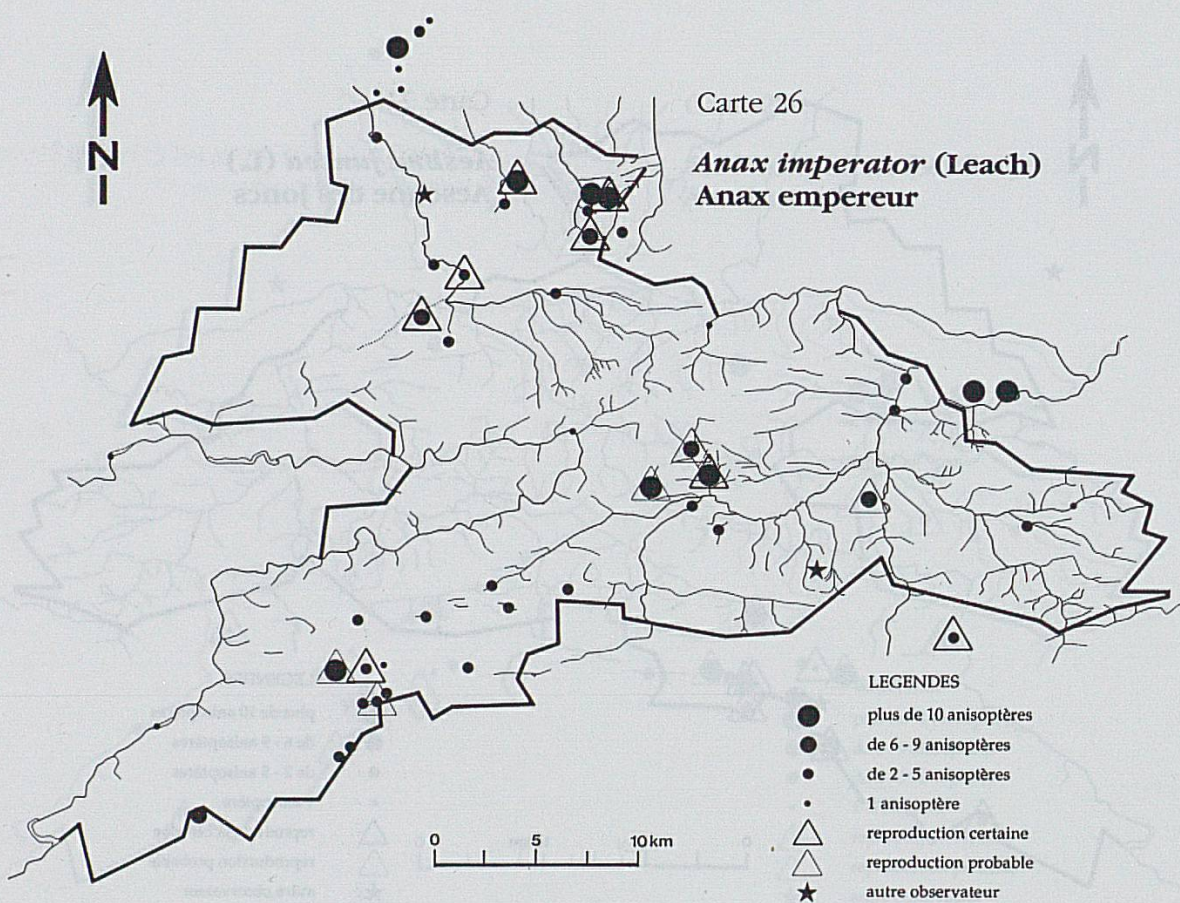 N
Carte 26
Anax imperator (Leach)
Anax empereur
LEGENDES
plus de 10 anisoptères
de 6 - 9 anisoptères
de 2 - 5 anisoptères
1 anisoptère
reproduction certaine
reproduction probable
autre observateur
0 5 10 km